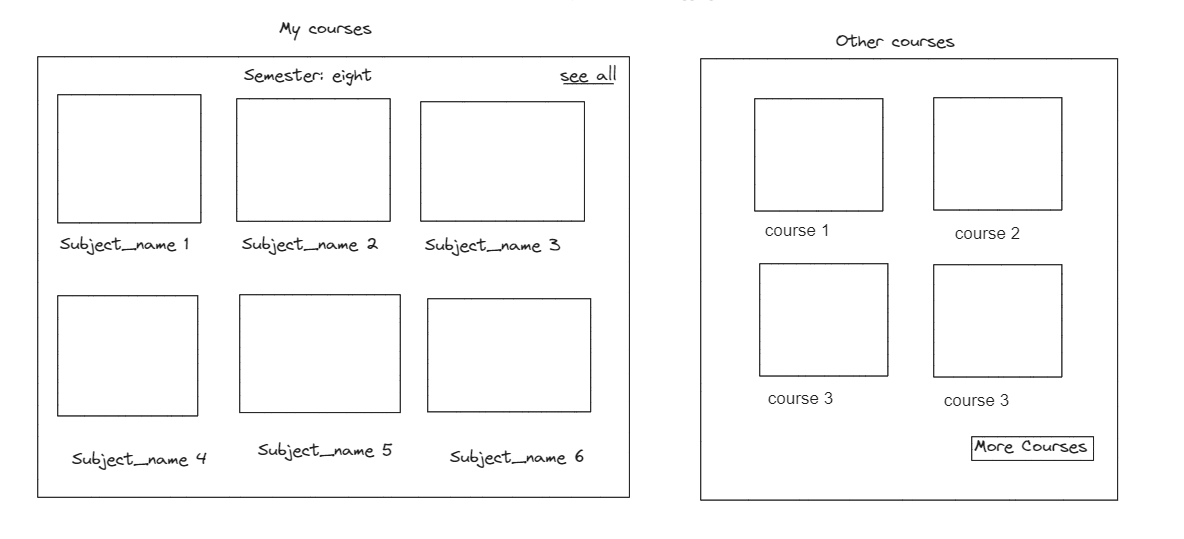 My courses
Semester: eight
see all
Subject_name 1
Subject_name 2
Subject_name 3
Subject_name 4
Subject_name 5
Subject_name 6
Other courses
course 1
course 2
course 3
course 3
More Courses